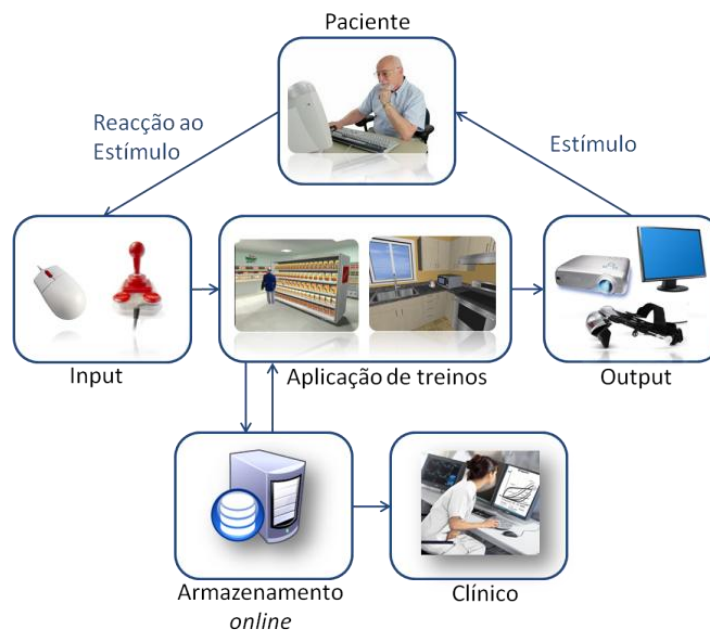 Paciente
Reacção ao
Estímulo
Estímulo
Input
Aplicação de treinos
Output
Armazenamento
online
Clínico